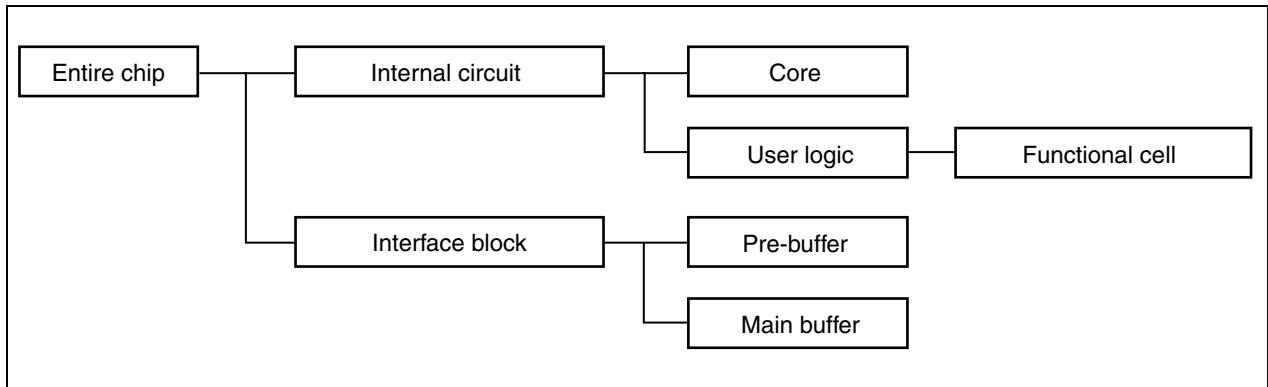 Entire chip
Internal circuit
Core
User logic
Functional cell
Interface block
Pre-buffer
Main buffer